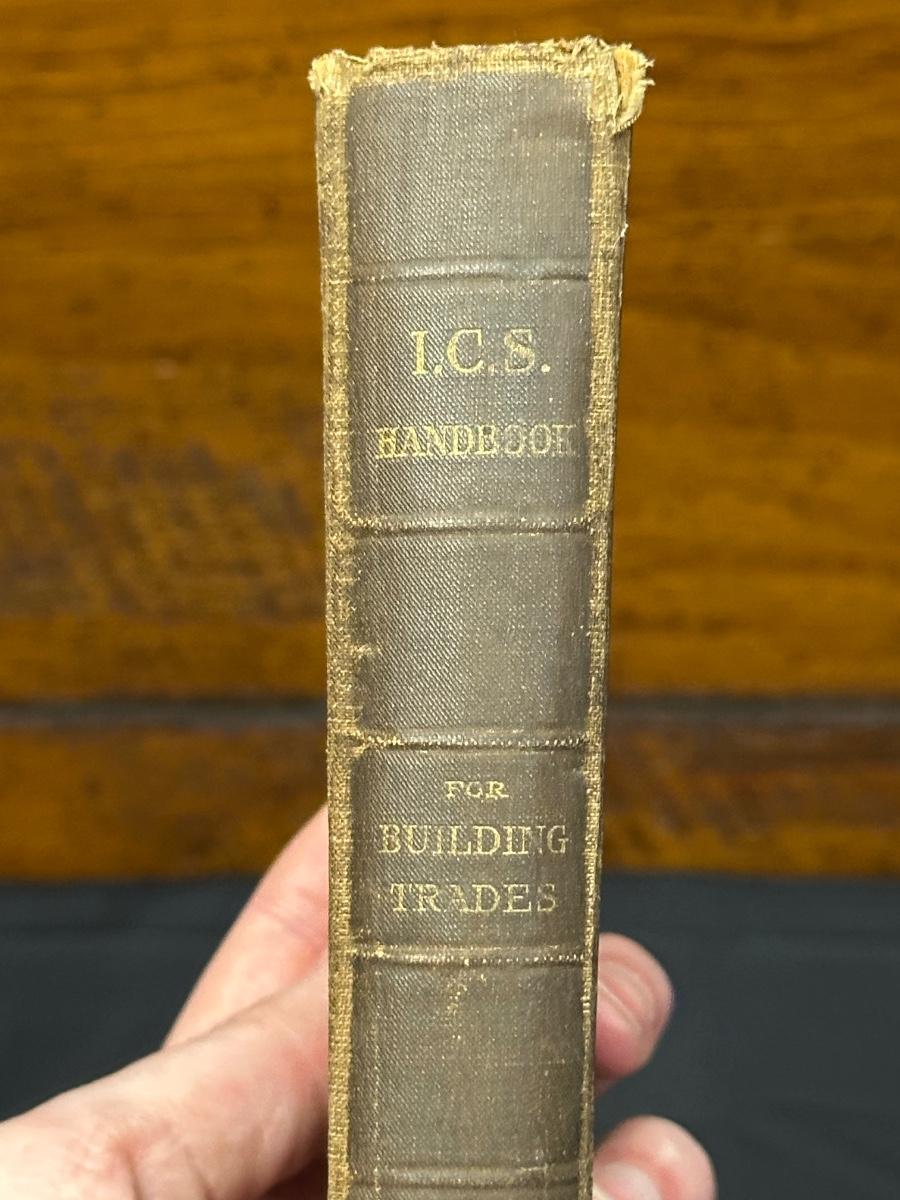 I.C.S.
HANDBOOK
FOR
BUILDING
TRADES